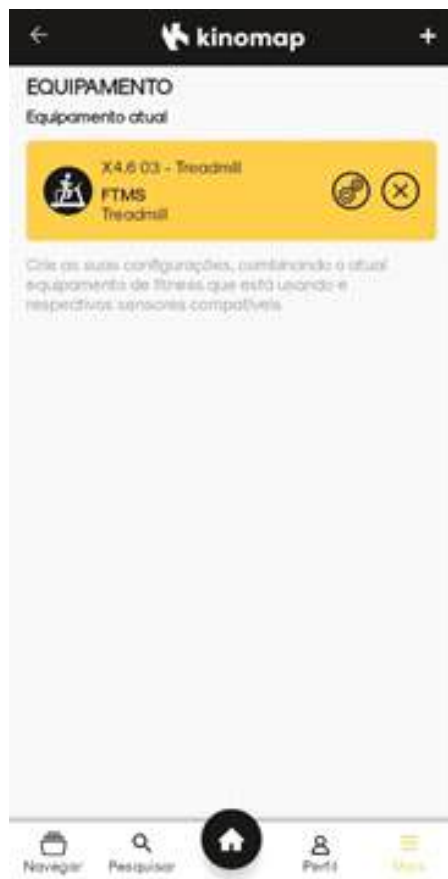 kinomap
EQUIPAMENTO
Equipamento atual
X4.6 03 - Treadmill
FTMS
Treadmill
Crie as suas configurações, combinando o atual
equipamento de fitness que está usando e
respectivos sensores compatíveis
Navegar
Pesquisar
Perfil
Mais